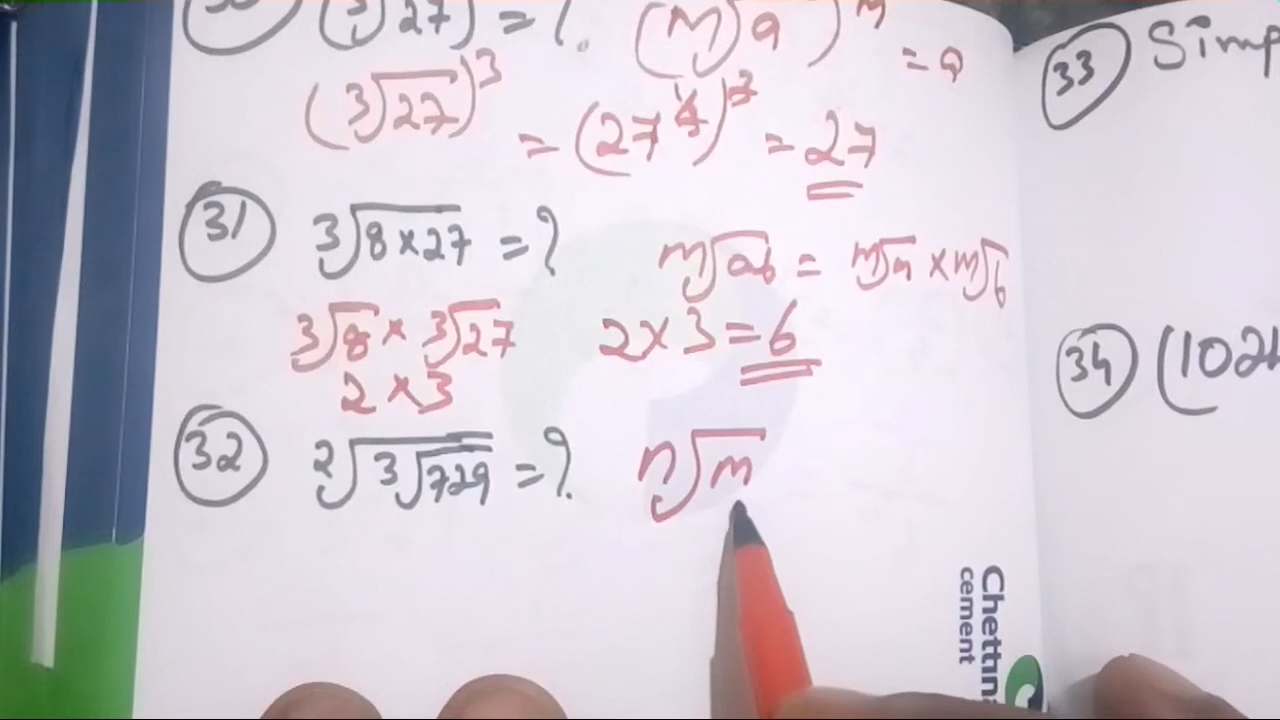 (3√27) = ? (m√a)^m = a
(3√27)^3 = (27^ )^3 = 27
31 3√8×27 = ? m√ab = m√a × m√b
3√8 × 3√27 2×3=6
2×3
32 2√3√729 = ? n√m
Chettina
cement
33 Simp
34 (102